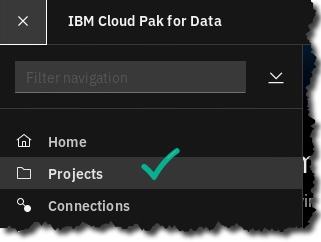 IBM Cloud Pak for Data
Filter navigation
Home
Projects
Connections